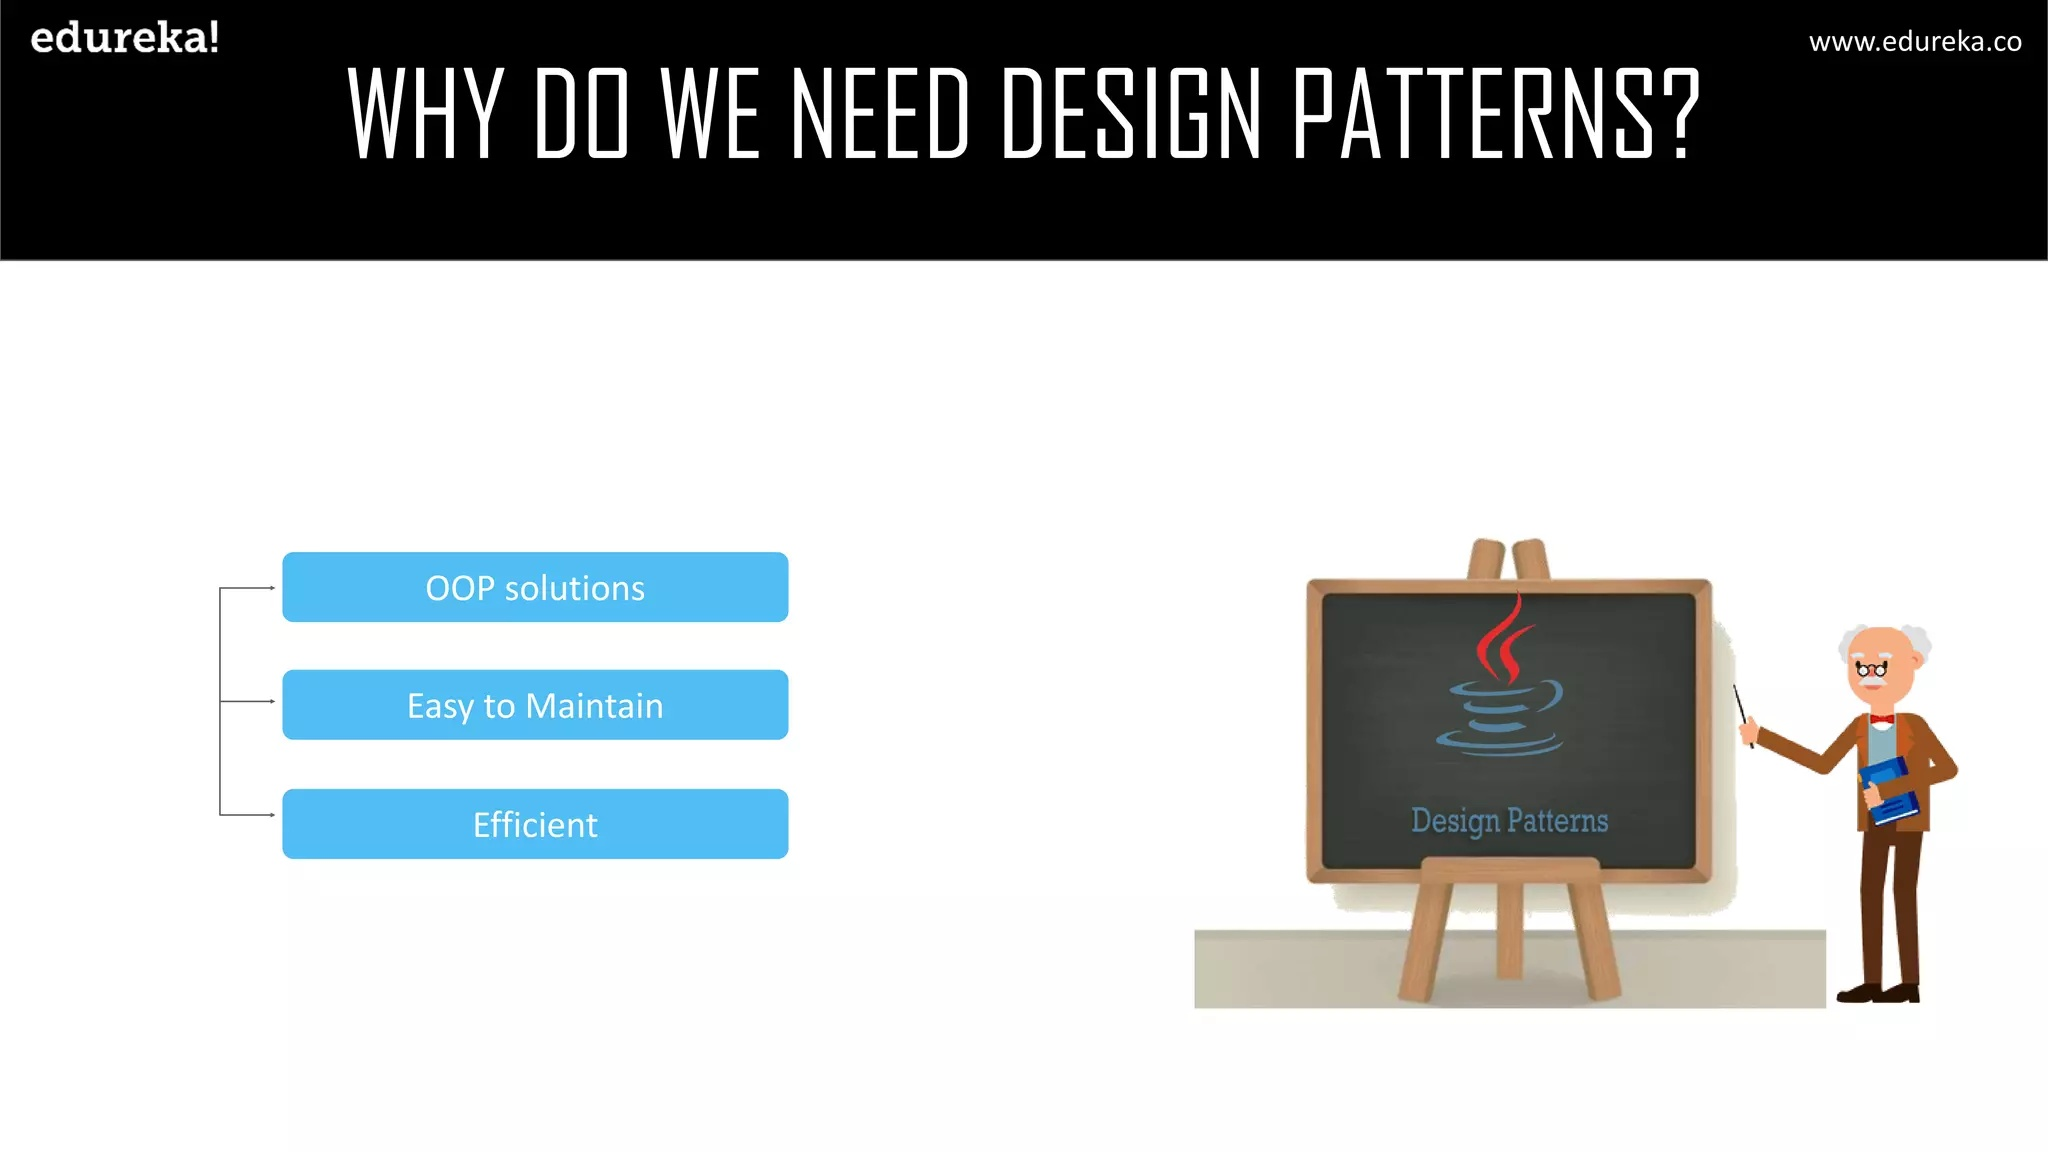 edureka!
www.edureka.co
WHY DO WE NEED DESIGN PATTERNS?
OOP solutions
Easy to Maintain
Efficient
Design Patterns